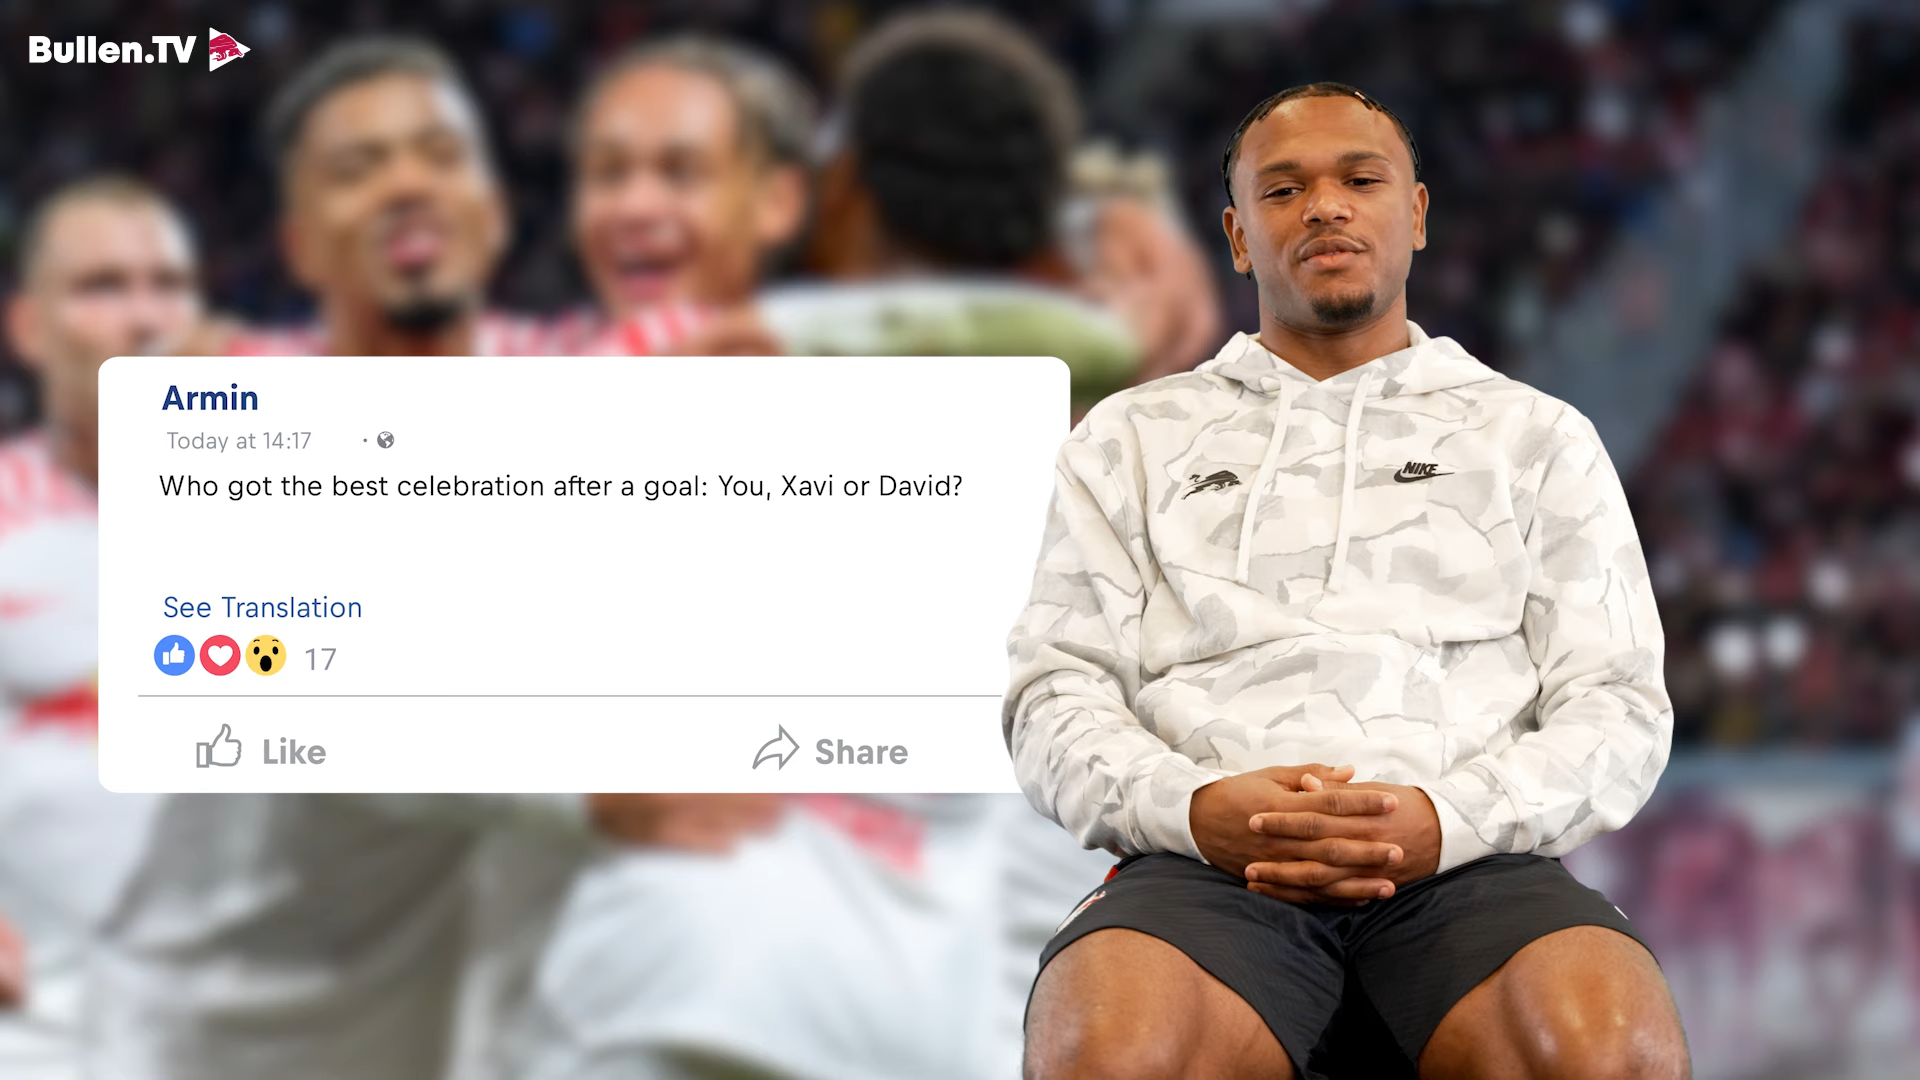 Bullen.TV
Armin
Today at 14:17
Who got the best celebration after a goal: You, Xavi or David?
See Translation
17
Like
Share
NIKE